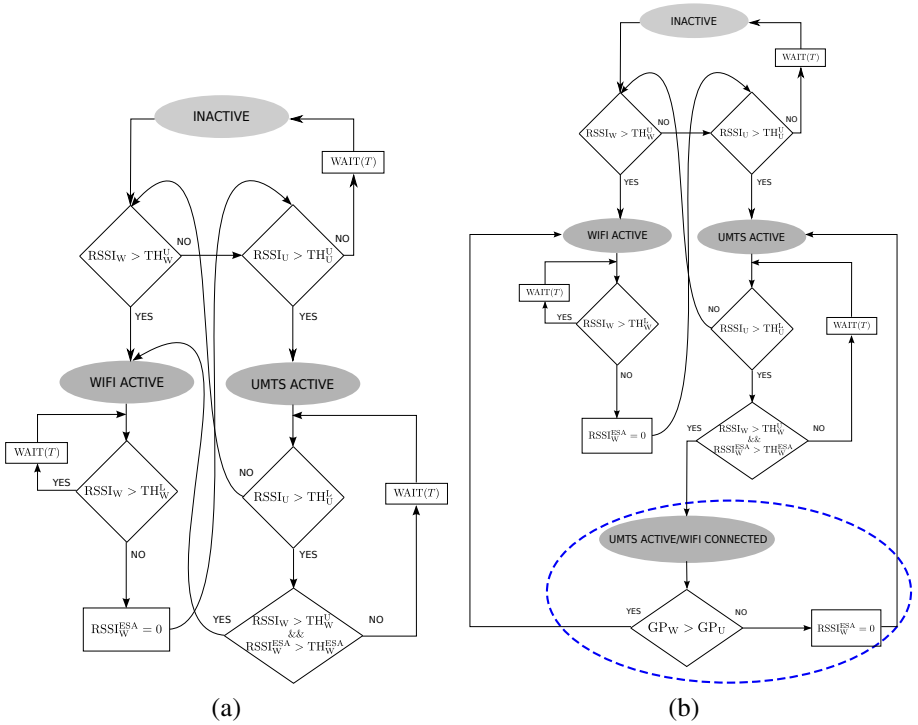 INACTIVE
WAIT(T)
RSSI_W > TH_W^U
NO
RSSI_U > TH_U^U
NO
YES
YES
WIFI ACTIVE
UMTS ACTIVE
WAIT(T)
YES
RSSI_W > TH_W^L
NO
RSSI_U > TH_U^L
WAIT(T)
NO
YES
RSSI_W^ESA = 0
YES
RSSI_W > TH_W^U
&&
RSSI_W^ESA > TH_W^ESA
NO
(a)
INACTIVE
WAIT(T)
RSSI_W > TH_W^U
NO
RSSI_U > TH_U^U
NO
YES
YES
WIFI ACTIVE
UMTS ACTIVE
WAIT(T)
YES
RSSI_W > TH_W^L
NO
RSSI_U > TH_U^L
WAIT(T)
NO
YES
RSSI_W^ESA = 0
YES
RSSI_W > TH_W^U
&&
RSSI_W^ESA > TH_W^ESA
NO
UMTS ACTIVE/WIFI CONNECTED
YES
GP_W > GP_U
NO
RSSI_W^ESA = 0
(b)